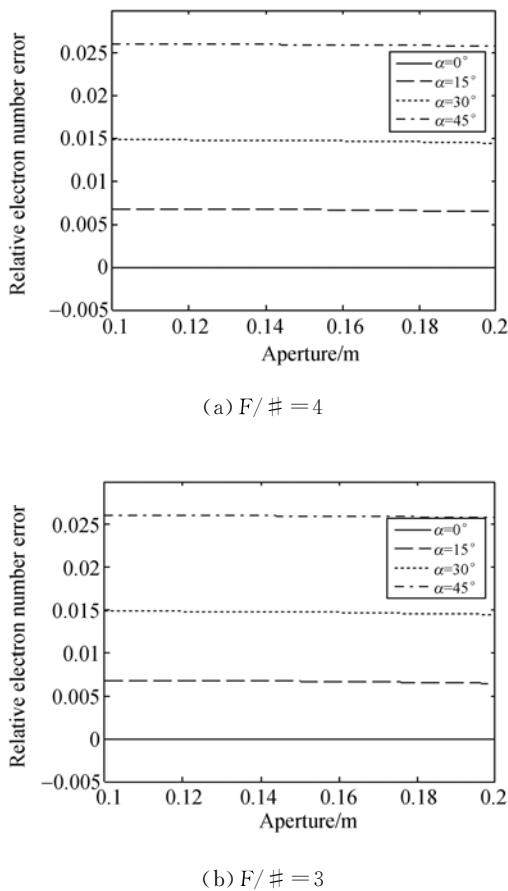 0.025
0.02
0.015
0.01
0.005
0
−0.005
Relative electron number error
α=0°
α=15°
α=30°
α=45°
0.1 0.12 0.14 0.16 0.18 0.2
Aperture/m
(a) F/♯=4
0.025
0.02
0.015
0.01
0.005
0
−0.005
Relative electron number error
α=0°
α=15°
α=30°
α=45°
0.1 0.12 0.14 0.16 0.18 0.2
Aperture/m
(b) F/♯=3